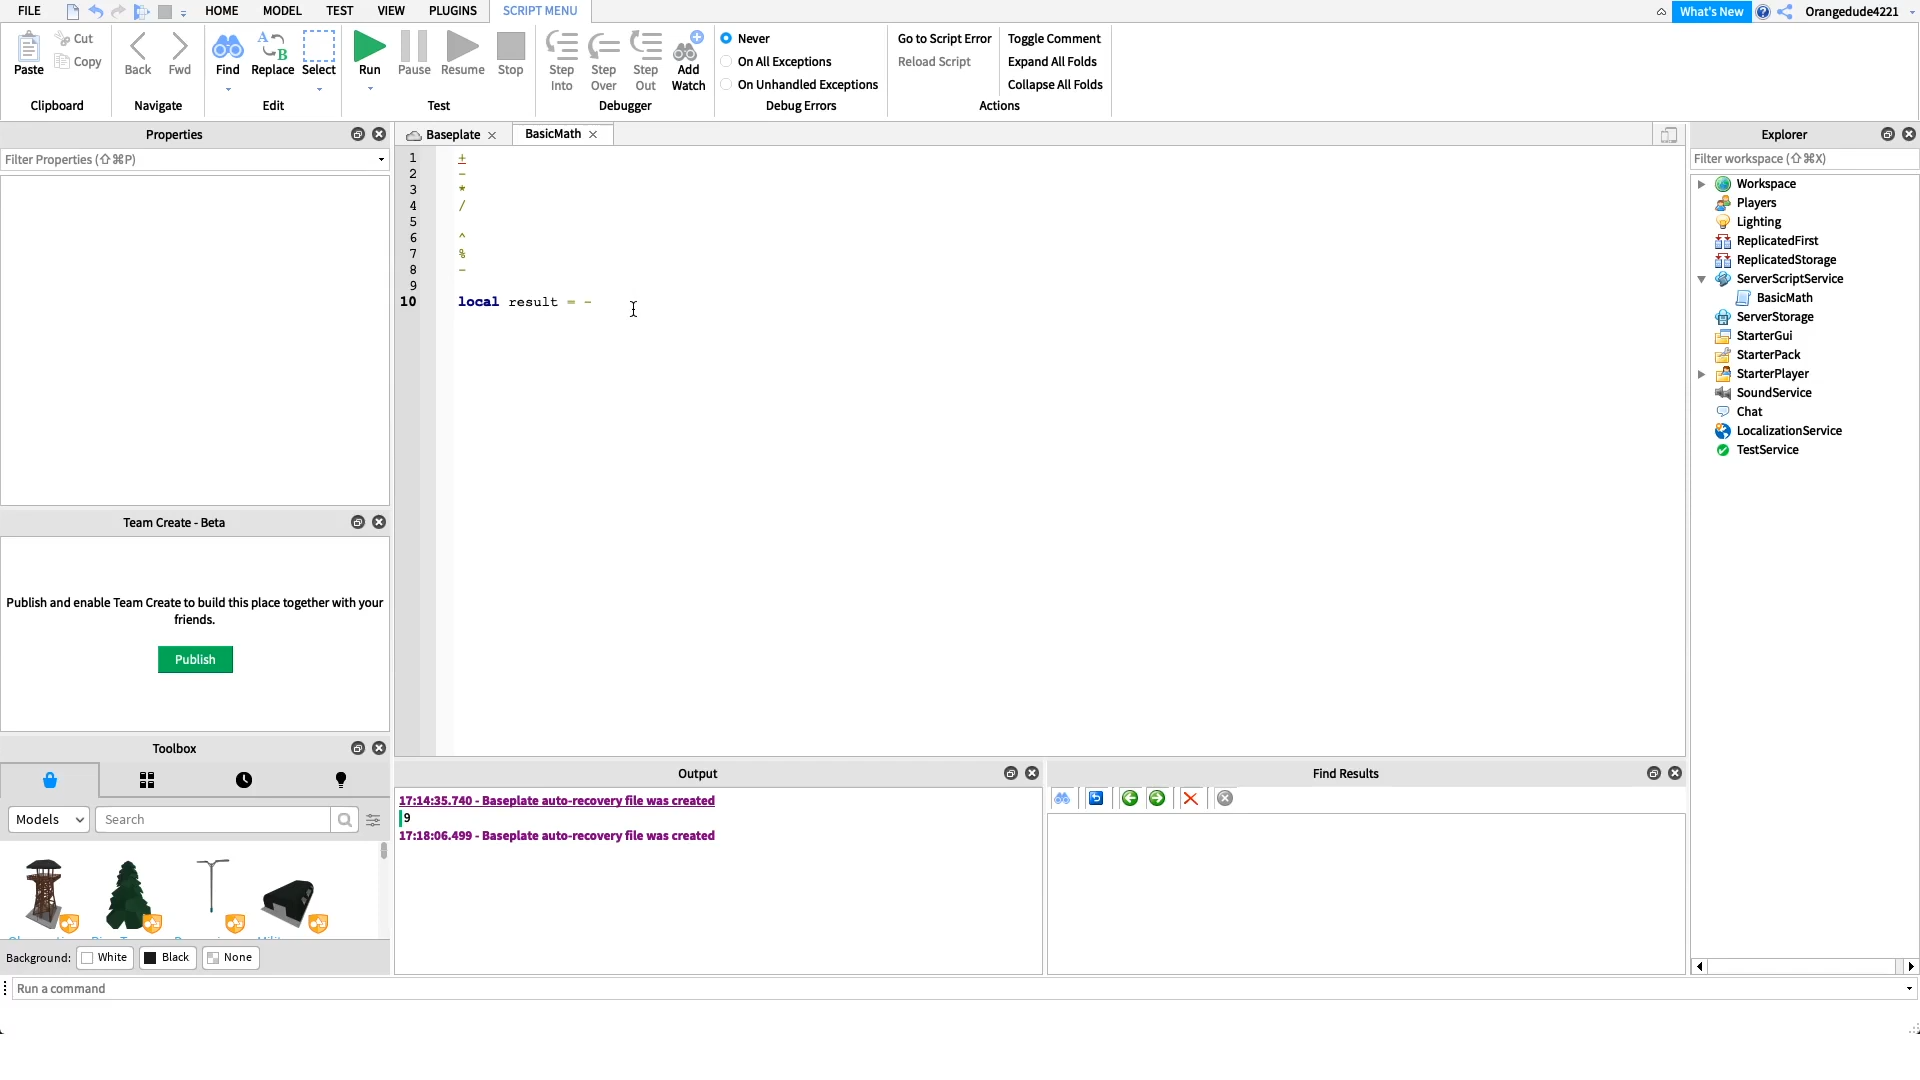 FILE HOME MODEL TEST VIEW PLUGINS SCRIPT MENU What's New Orangedude4221
Paste Cut Copy Clipboard
Back Fwd Navigate
Find Replace Select Edit
Run Pause Resume Stop Test
Step Into Step Over Step Out Add Watch Debugger
Never
On All Exceptions
On Unhandled Exceptions
Debug Errors
Go to Script Error Toggle Comment
Reload Script Expand All Folds
Collapse All Folds
Actions
Properties
Filter Properties (⇧⌘P)
Team Create - Beta
Publish and enable Team Create to build this place together with your
friends.
Publish
Toolbox
Models Search
Background: White Black None
Baseplate BasicMath
1 +
2 -
3 *
4 /
5
6 ^
7 %
8 -
9
10 local result = -
Output
17:14:35.740 - Baseplate auto-recovery file was created
9
17:18:06.499 - Baseplate auto-recovery file was created
Find Results
Explorer
Filter workspace (⇧⌘X)
Workspace
Players
Lighting
ReplicatedFirst
ReplicatedStorage
ServerScriptService
BasicMath
ServerStorage
StarterGui
StarterPack
StarterPlayer
SoundService
Chat
LocalizationService
TestService
Run a command